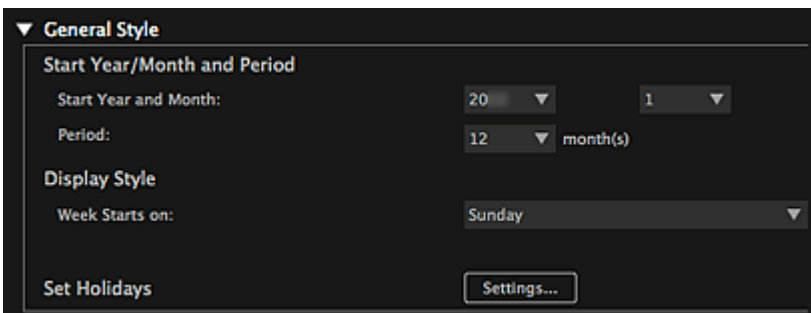 General Style
Start Year/Month and Period
Start Year and Month: 20 1
Period: 12 month(s)
Display Style
Week Starts on: Sunday
Set Holidays Settings...